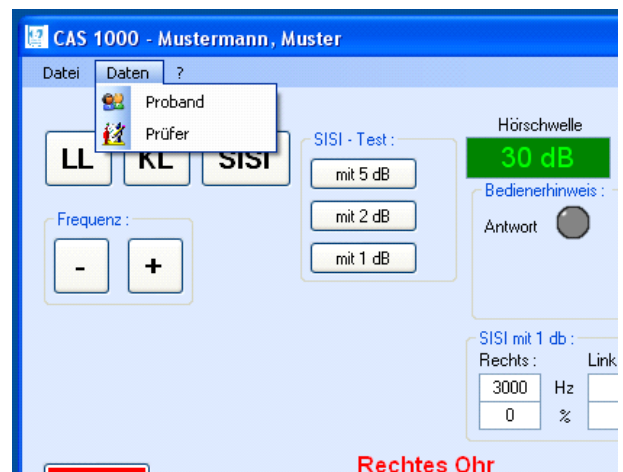 CAS 1000 - Mustermann, Muster
Datei Daten ?
Proband
Prüfer
LL KL SISI
SISI - Test :
mit 5 dB
mit 2 dB
mit 1 dB
Hörschwelle
30 dB
Bedienerhinweis :
Antwort
Frequenz :
- +
SISI mit 1 db :
Rechts : Link
3000 Hz
0 %
Rechtes Ohr